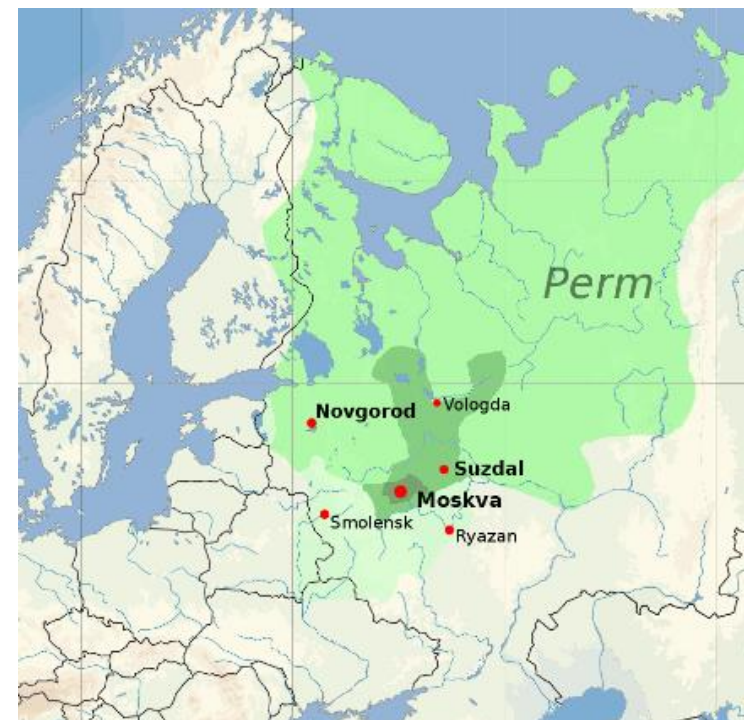 Perm
Vologda
Novgorod
Suzdal
Moskva
Smolensk
Ryazan